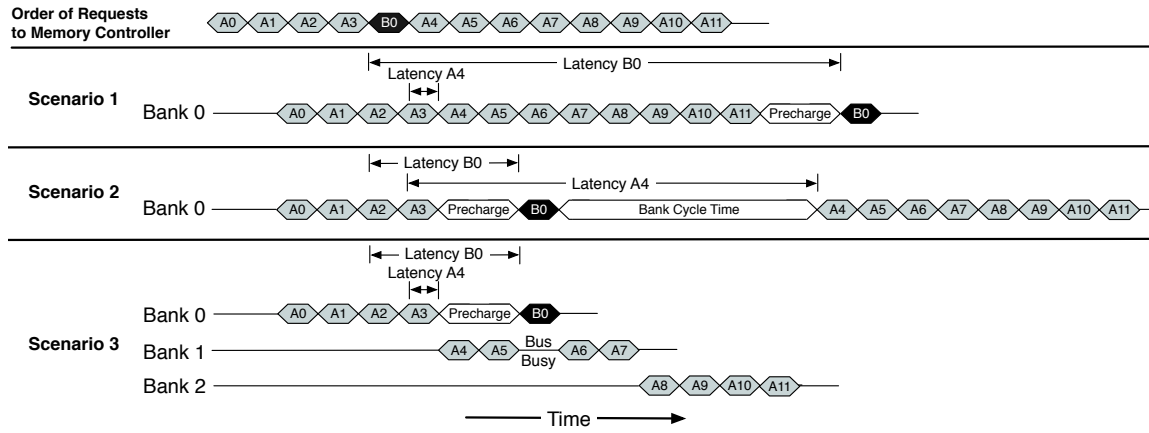 Order of Requests
to Memory Controller
A0 A1 A2 A3 B0 A4 A5 A6 A7 A8 A9 A10 A11
Latency B0
Latency A4
Scenario 1
Bank 0
A0 A1 A2 A3 A4 A5 A6 A7 A8 A9 A10 A11 Precharge B0
Latency B0
Scenario 2
Latency A4
Bank 0
A0 A1 A2 A3 Precharge B0 Bank Cycle Time A4 A5 A6 A7 A8 A9 A10 A11
Latency B0
Latency A4
Bank 0
A0 A1 A2 A3 Precharge B0
Scenario 3
Bank 1
A4 A5 Bus Busy A6 A7
Bank 2
A8 A9 A10 A11
Time